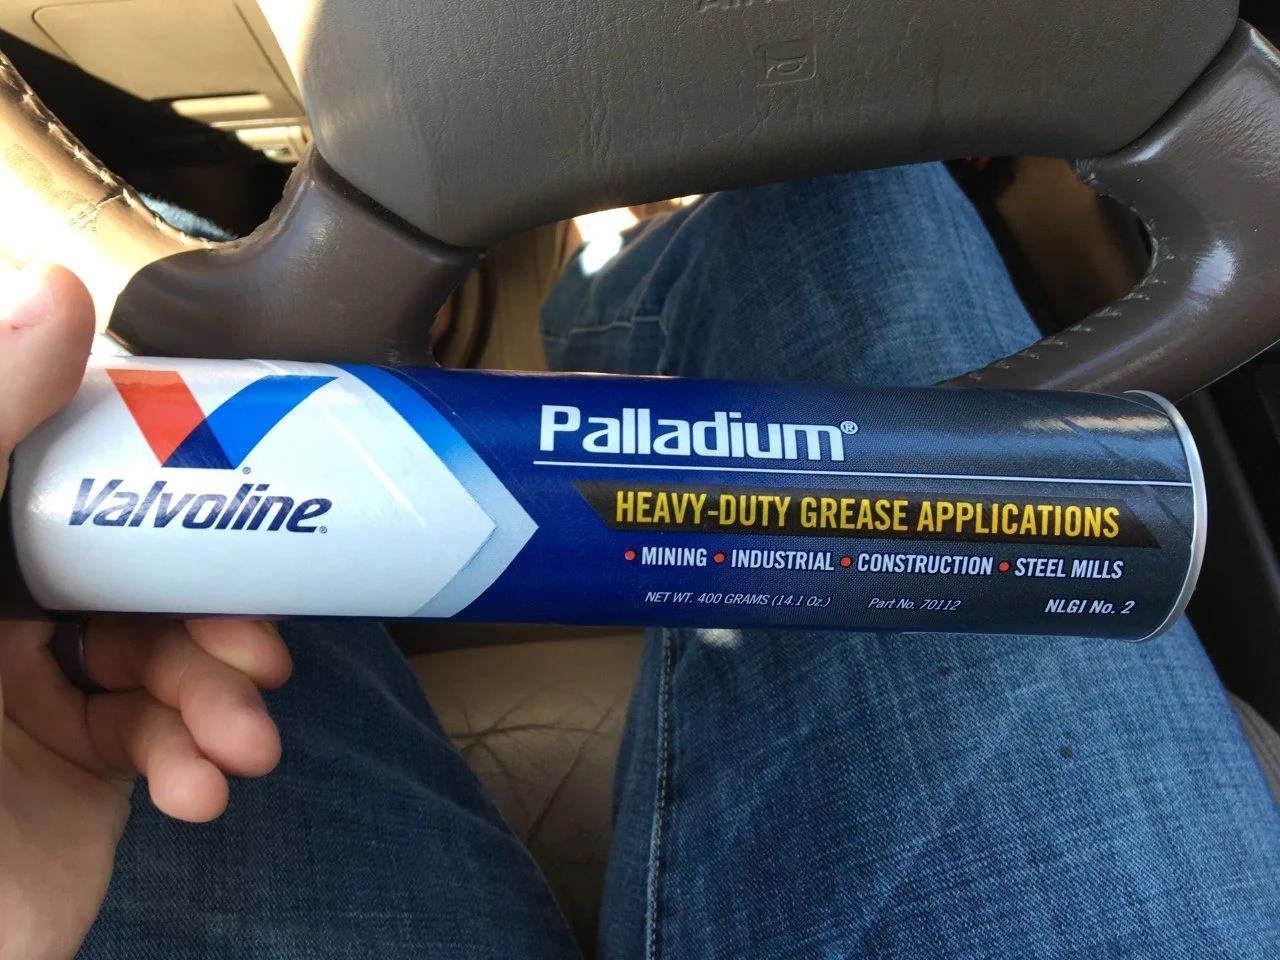 Palladium®
Valvoline®
HEAVY-DUTY GREASE APPLICATIONS
• MINING • INDUSTRIAL • CONSTRUCTION • STEEL MILLS
NET WT. 400 GRAMS (14.1 Oz.) Part No. 70112 NLGI No. 2